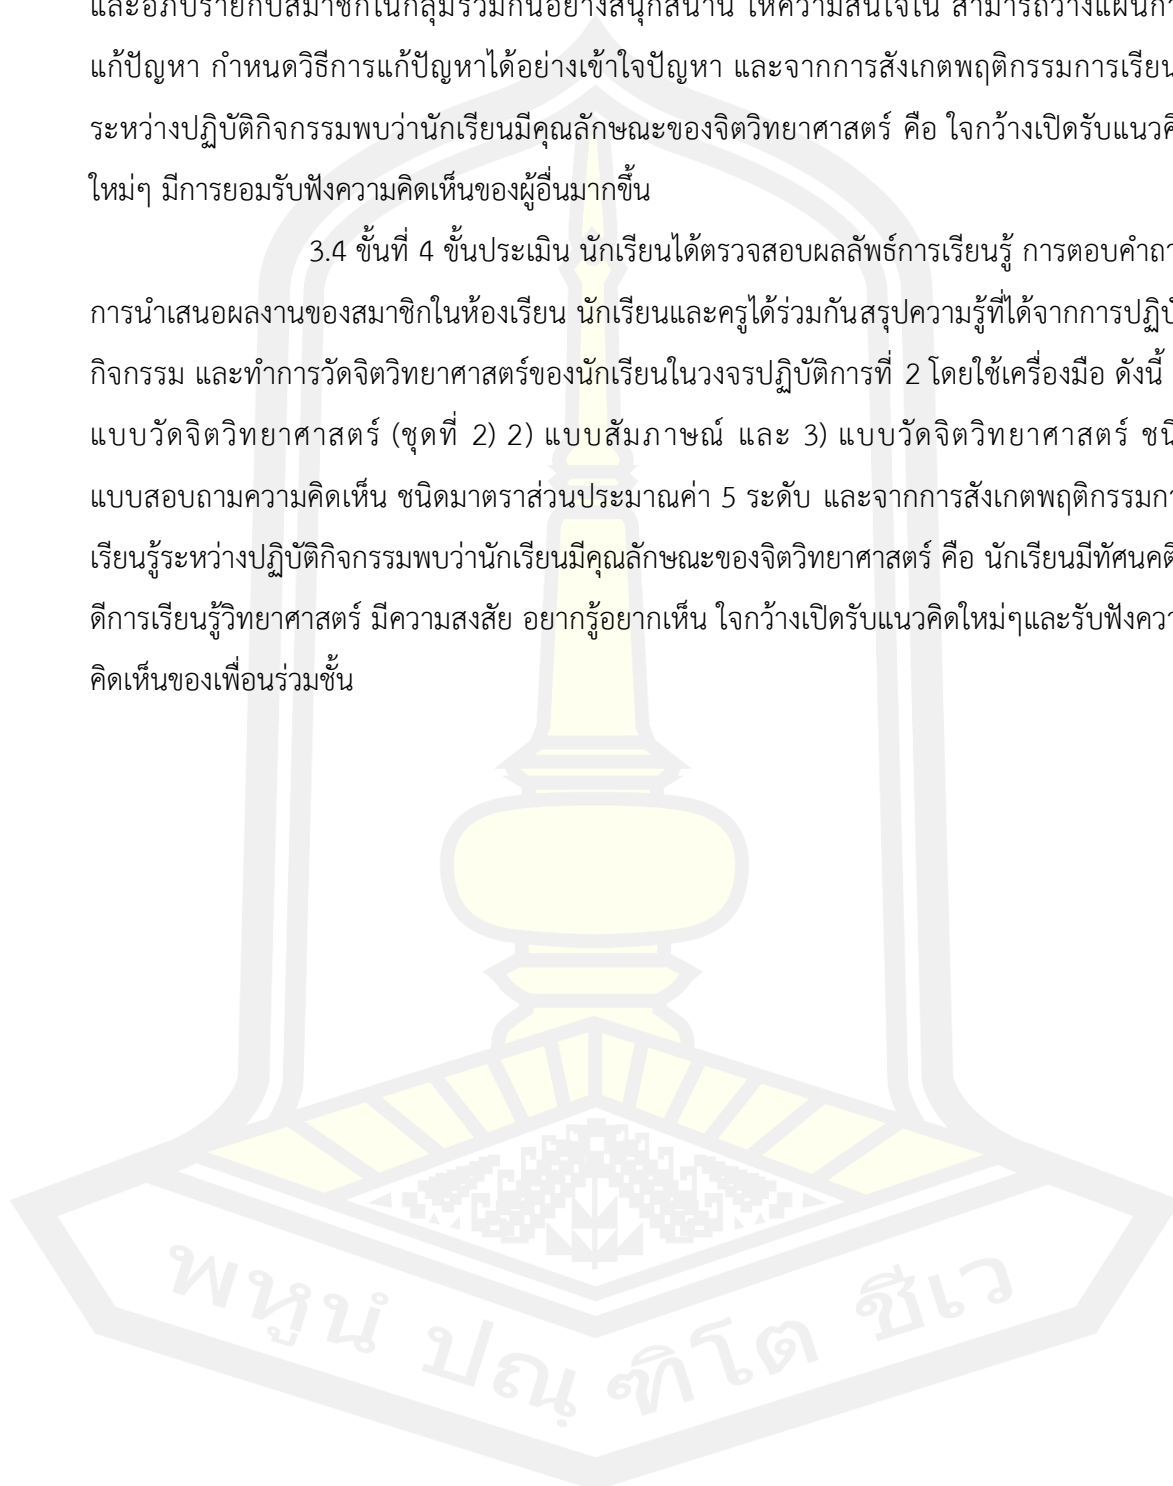 และอภิปรายกับสมาชิกในกลุ่มร่วมกันอย่างสนุกสนาน ให้ความสนใจใน สามารถวางแผนกา
แก้ปัญหา กำหนดวิธีการแก้ปัญหาได้อย่างเข้าใจปัญหา และจากการสังเกตพฤติกรรมการเรียน
ระหว่างปฏิบัติกิจกรรมพบว่านักเรียนมีคุณลักษณะของจิตวิทยาศาสตร์ คือ ใจกว้างเปิดรับแนวคิ
ใหม่ๆ มีการยอมรับฟังความคิดเห็นของผู้อื่นมากขึ้น
3.4 ขั้นที่ 4 ขั้นประเมิน นักเรียนได้ตรวจสอบผลลัพธ์การเรียนรู้ การตอบคำถา
การนำเสนอผลงานของสมาชิกในห้องเรียน นักเรียนและครูได้ร่วมกันสรุปความรู้ที่ได้จากการปฏิบั
กิจกรรม และทำการวัดจิตวิทยาศาสตร์ของนักเรียนในวงจรปฏิบัติการที่ 2 โดยใช้เครื่องมือ ดังนี้
แบบวัดจิตวิทยาศาสตร์ (ชุดที่ 2) 2) แบบสัมภาษณ์ และ 3) แบบวัดจิตวิทยาศาสตร์ ชนิ
แบบสอบถามความคิดเห็น ชนิดมาตราส่วนประมาณค่า 5 ระดับ และจากการสังเกตพฤติกรรมกา
เรียนรู้ระหว่างปฏิบัติกิจกรรมพบว่านักเรียนมีคุณลักษณะของจิตวิทยาศาสตร์ คือ นักเรียนมีทัศนคติ
ดีการเรียนรู้วิทยาศาสตร์ มีความสงสัย อยากรู้อยากเห็น ใจกว้างเปิดรับแนวคิดใหม่ๆและรับฟังควา
คิดเห็นของเพื่อนร่วมชั้น
พหูนํ ปณฺฑิโต ชีเว